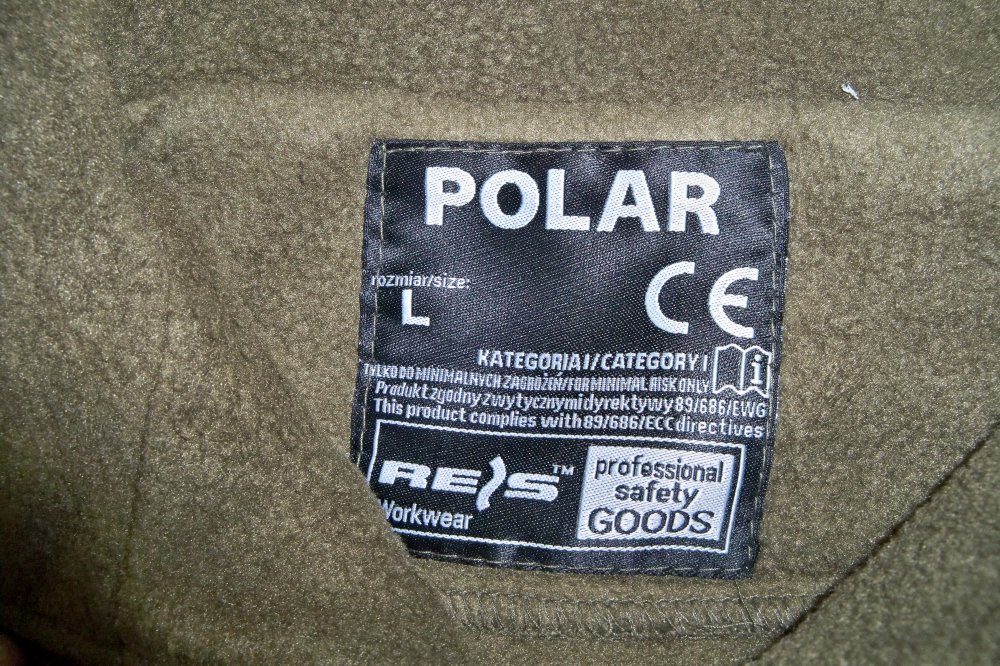 POLAR
rozmiar/size:
L
CE
KATEGORIA I/CATEGORY I
i
TYLKO DO MINIMALNYCH ZAGROŻEŃ/FOR MINIMAL RISK ONLY
Produkt zgodny z wytycznymi dyrektywy 89/686/EWG
This product complies with 89/686/ECC directives
REIS™
Workwear
professional
safety
GOODS